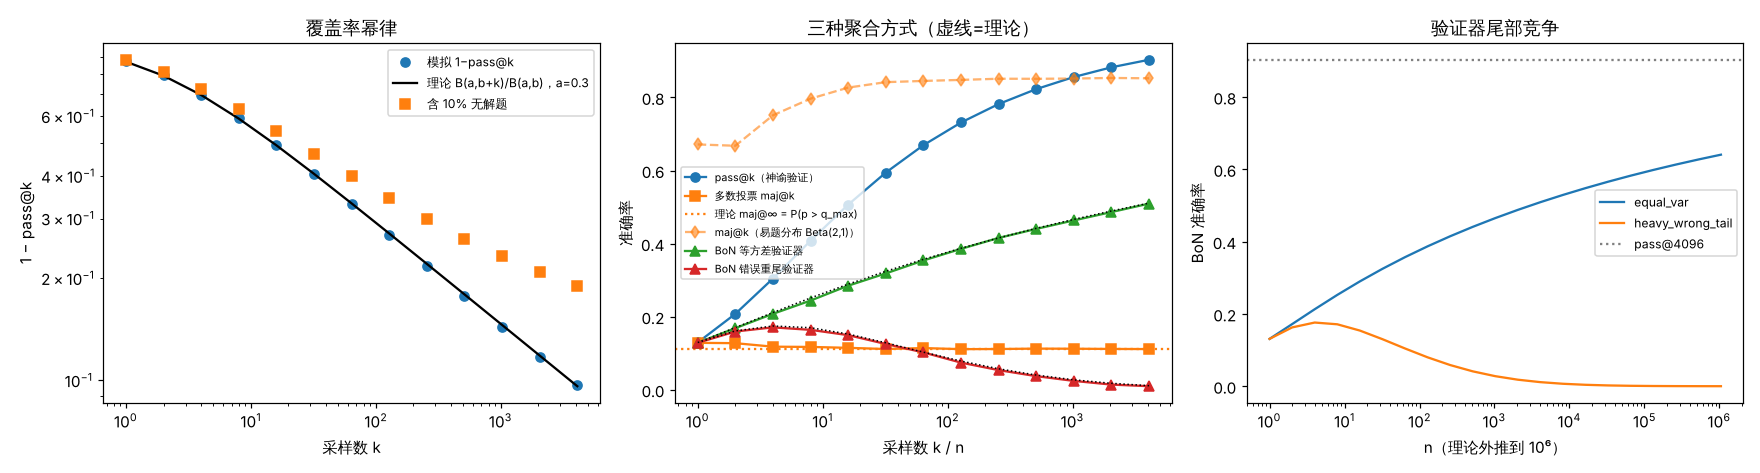 覆盖率幂律
1 − pass@k
6 × 10⁻¹
4 × 10⁻¹
3 × 10⁻¹
2 × 10⁻¹
10⁻¹
模拟 1−pass@k
理论 B(a,b+k)/B(a,b)，a=0.3
含 10% 无解题
10⁰
10¹
10²
10³
采样数 k
三种聚合方式（虚线=理论）
准确率
0.8
0.6
0.4
0.2
0.0
pass@k（神谕验证）
多数投票 maj@k
理论 maj@∞ = P(p > q_max)
maj@k（易题分布 Beta(2,1)）
BoN 等方差验证器
BoN 错误重尾验证器
10⁰
10¹
10²
10³
采样数 k / n
验证器尾部竞争
BoN 准确率
0.8
0.6
0.4
0.2
0.0
equal_var
heavy_wrong_tail
pass@4096
10⁰
10¹
10²
10³
10⁴
10⁵
10⁶
n（理论外推到 10⁶）